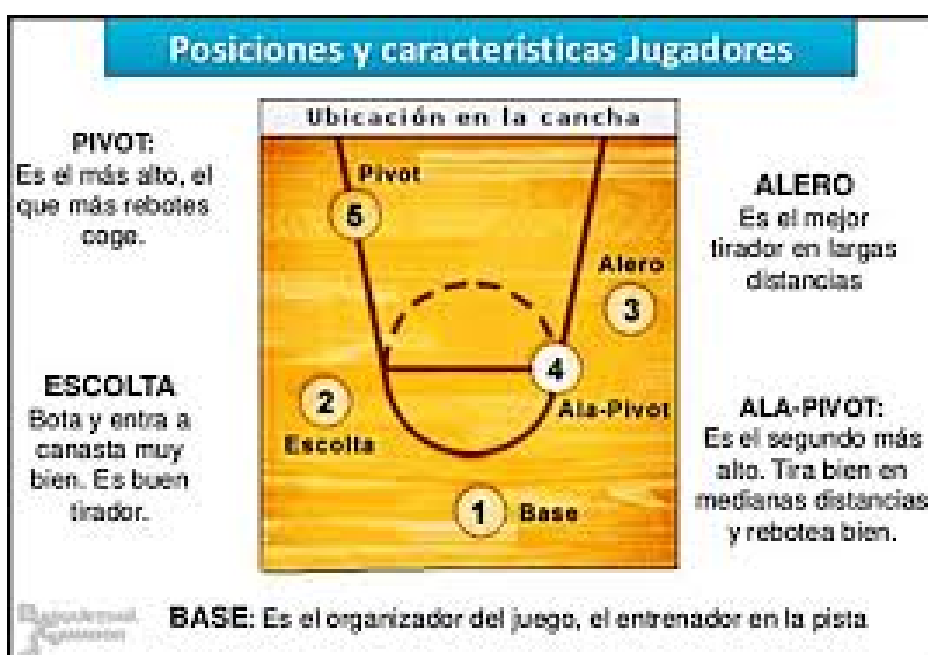 Posiciones y características Jugadores
Ubicación en la cancha
PIVOT:
Es el más alto, el
que más rebotes
coge.
ESCOLTA
Bota y entra a
canasta muy
bien. Es buen
tirador.
Pivot
5
Alero
3
4
Ala-Pivot
2
Escolta
1 Base
ALERO
Es el mejor
tirador en largas
distancias
ALA-PIVOT:
Es el segundo más
alto. Tira bien en
medianas distancias
y rebotea bien.
BASE: Es el organizador del juego, el entrenador en la pista